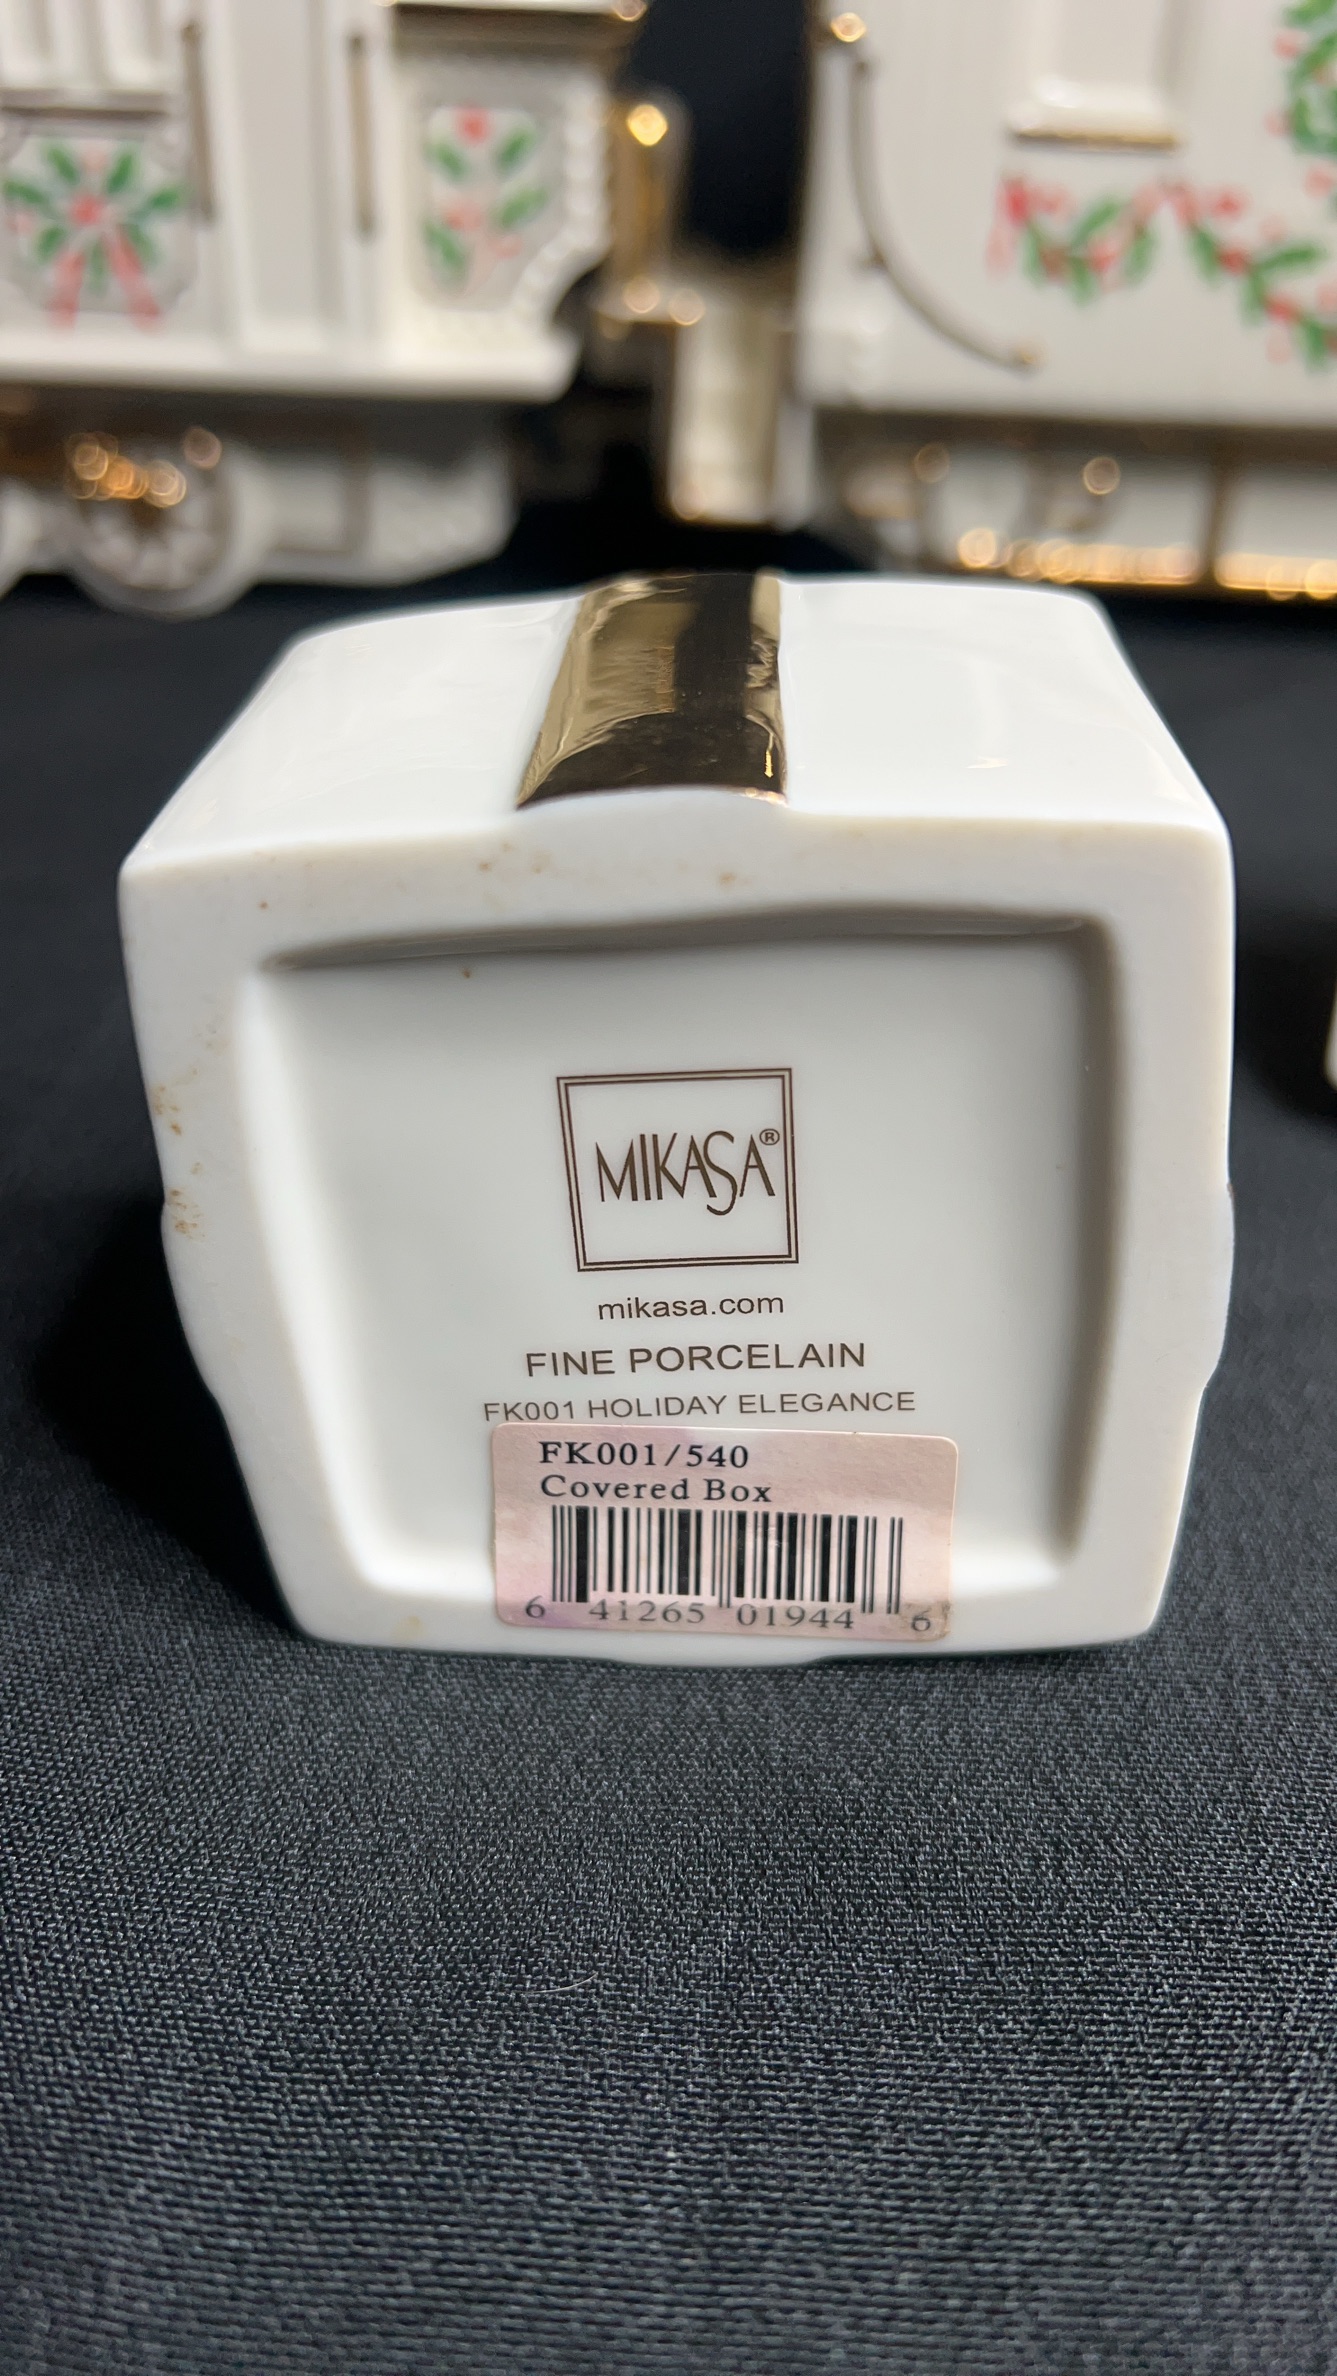 MIKASA®
mikasa.com
FINE PORCELAIN
FK001 HOLIDAY ELEGANCE
FK001/540
Covered Box
6 41265 01944 6